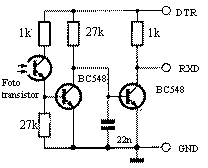 DTR
1k
27k
1k
RXD
Foto
transistor
BC548
BC548
27k
22n
GND